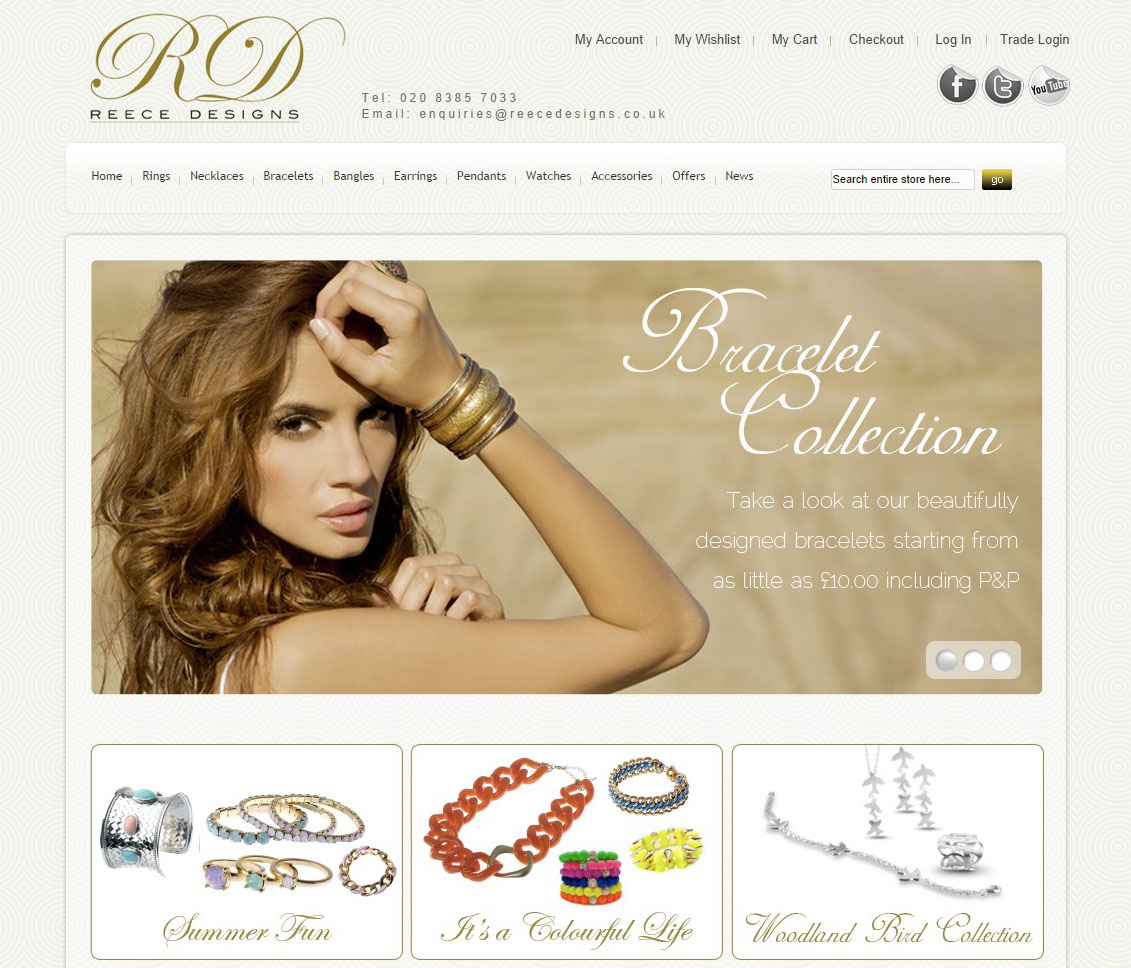 RD
REECE DESIGNS
My Account | My Wishlist | My Cart | Checkout | Log In | Trade Login
f t You Tube
Tel: 020 8385 7033
Email: enquiries@reecedesigns.co.uk
Home Rings Necklaces Bracelets Bangles Earrings Pendants Watches Accessories Offers News
Search entire store here... go
Bracelet
Collection
Take a look at our beautifully
designed bracelets starting from
as little as £10.00 including P&P
Summer Fun
It's a Colourful Life
Woodland Bird Collection